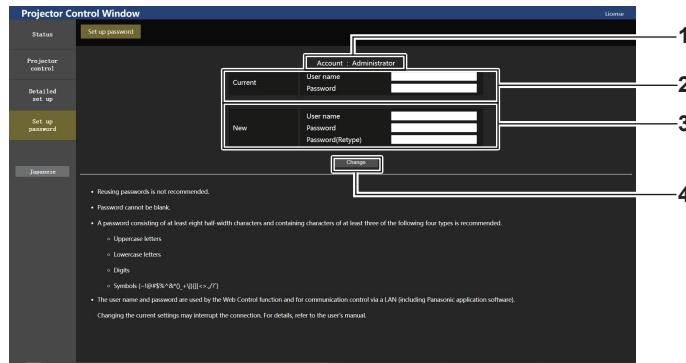 Projector Control Window
License
Status
Set up password
1
Projector
control
Account : Administrator
Current
User name
Password
2
Detailed
set up
New
User name
Password
Password(Retype)
3
Set up
password
Change
Japanese
4
• Reusing passwords is not recommended.
• Password cannot be blank.
• A password consisting of at least eight half-width characters and containing characters of at least three of the following four types is recommended.
○ Uppercase letters
○ Lowercase letters
○ Digits
○ Symbols
• The user name and password are used by the Web Control function and for communication control via a LAN (including Panasonic application software).
Changing the current settings may interrupt the connection. For details, refer to the user's manual.